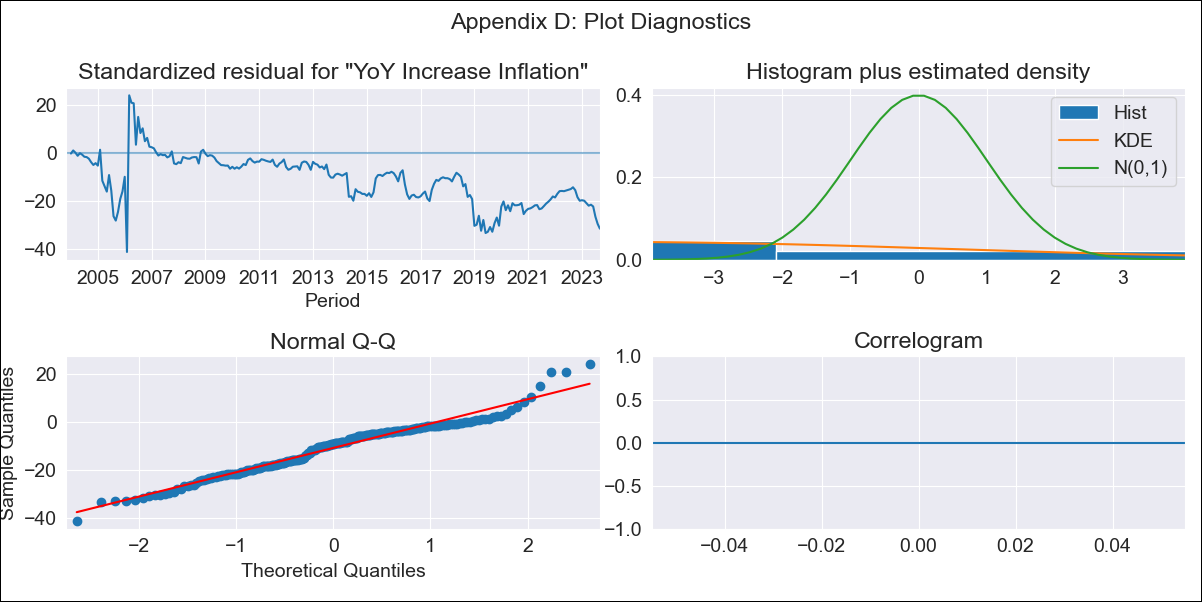 Appendix D: Plot Diagnostics
Standardized residual for "YoY Increase Inflation"
20
0
−20
−40
2005 2007 2009 2011 2013 2015 2017 2019 2021 2023
Period
Histogram plus estimated density
0.4
0.2
0.0
−3 −2 −1 0 1 2 3
Hist
KDE
N(0,1)
Normal Q-Q
Sample Quantiles
20
0
−20
−40
−2 −1 0 1 2
Theoretical Quantiles
Correlogram
1.0
0.5
0.0
−0.5
−1.0
−0.04 −0.02 0.00 0.02 0.04